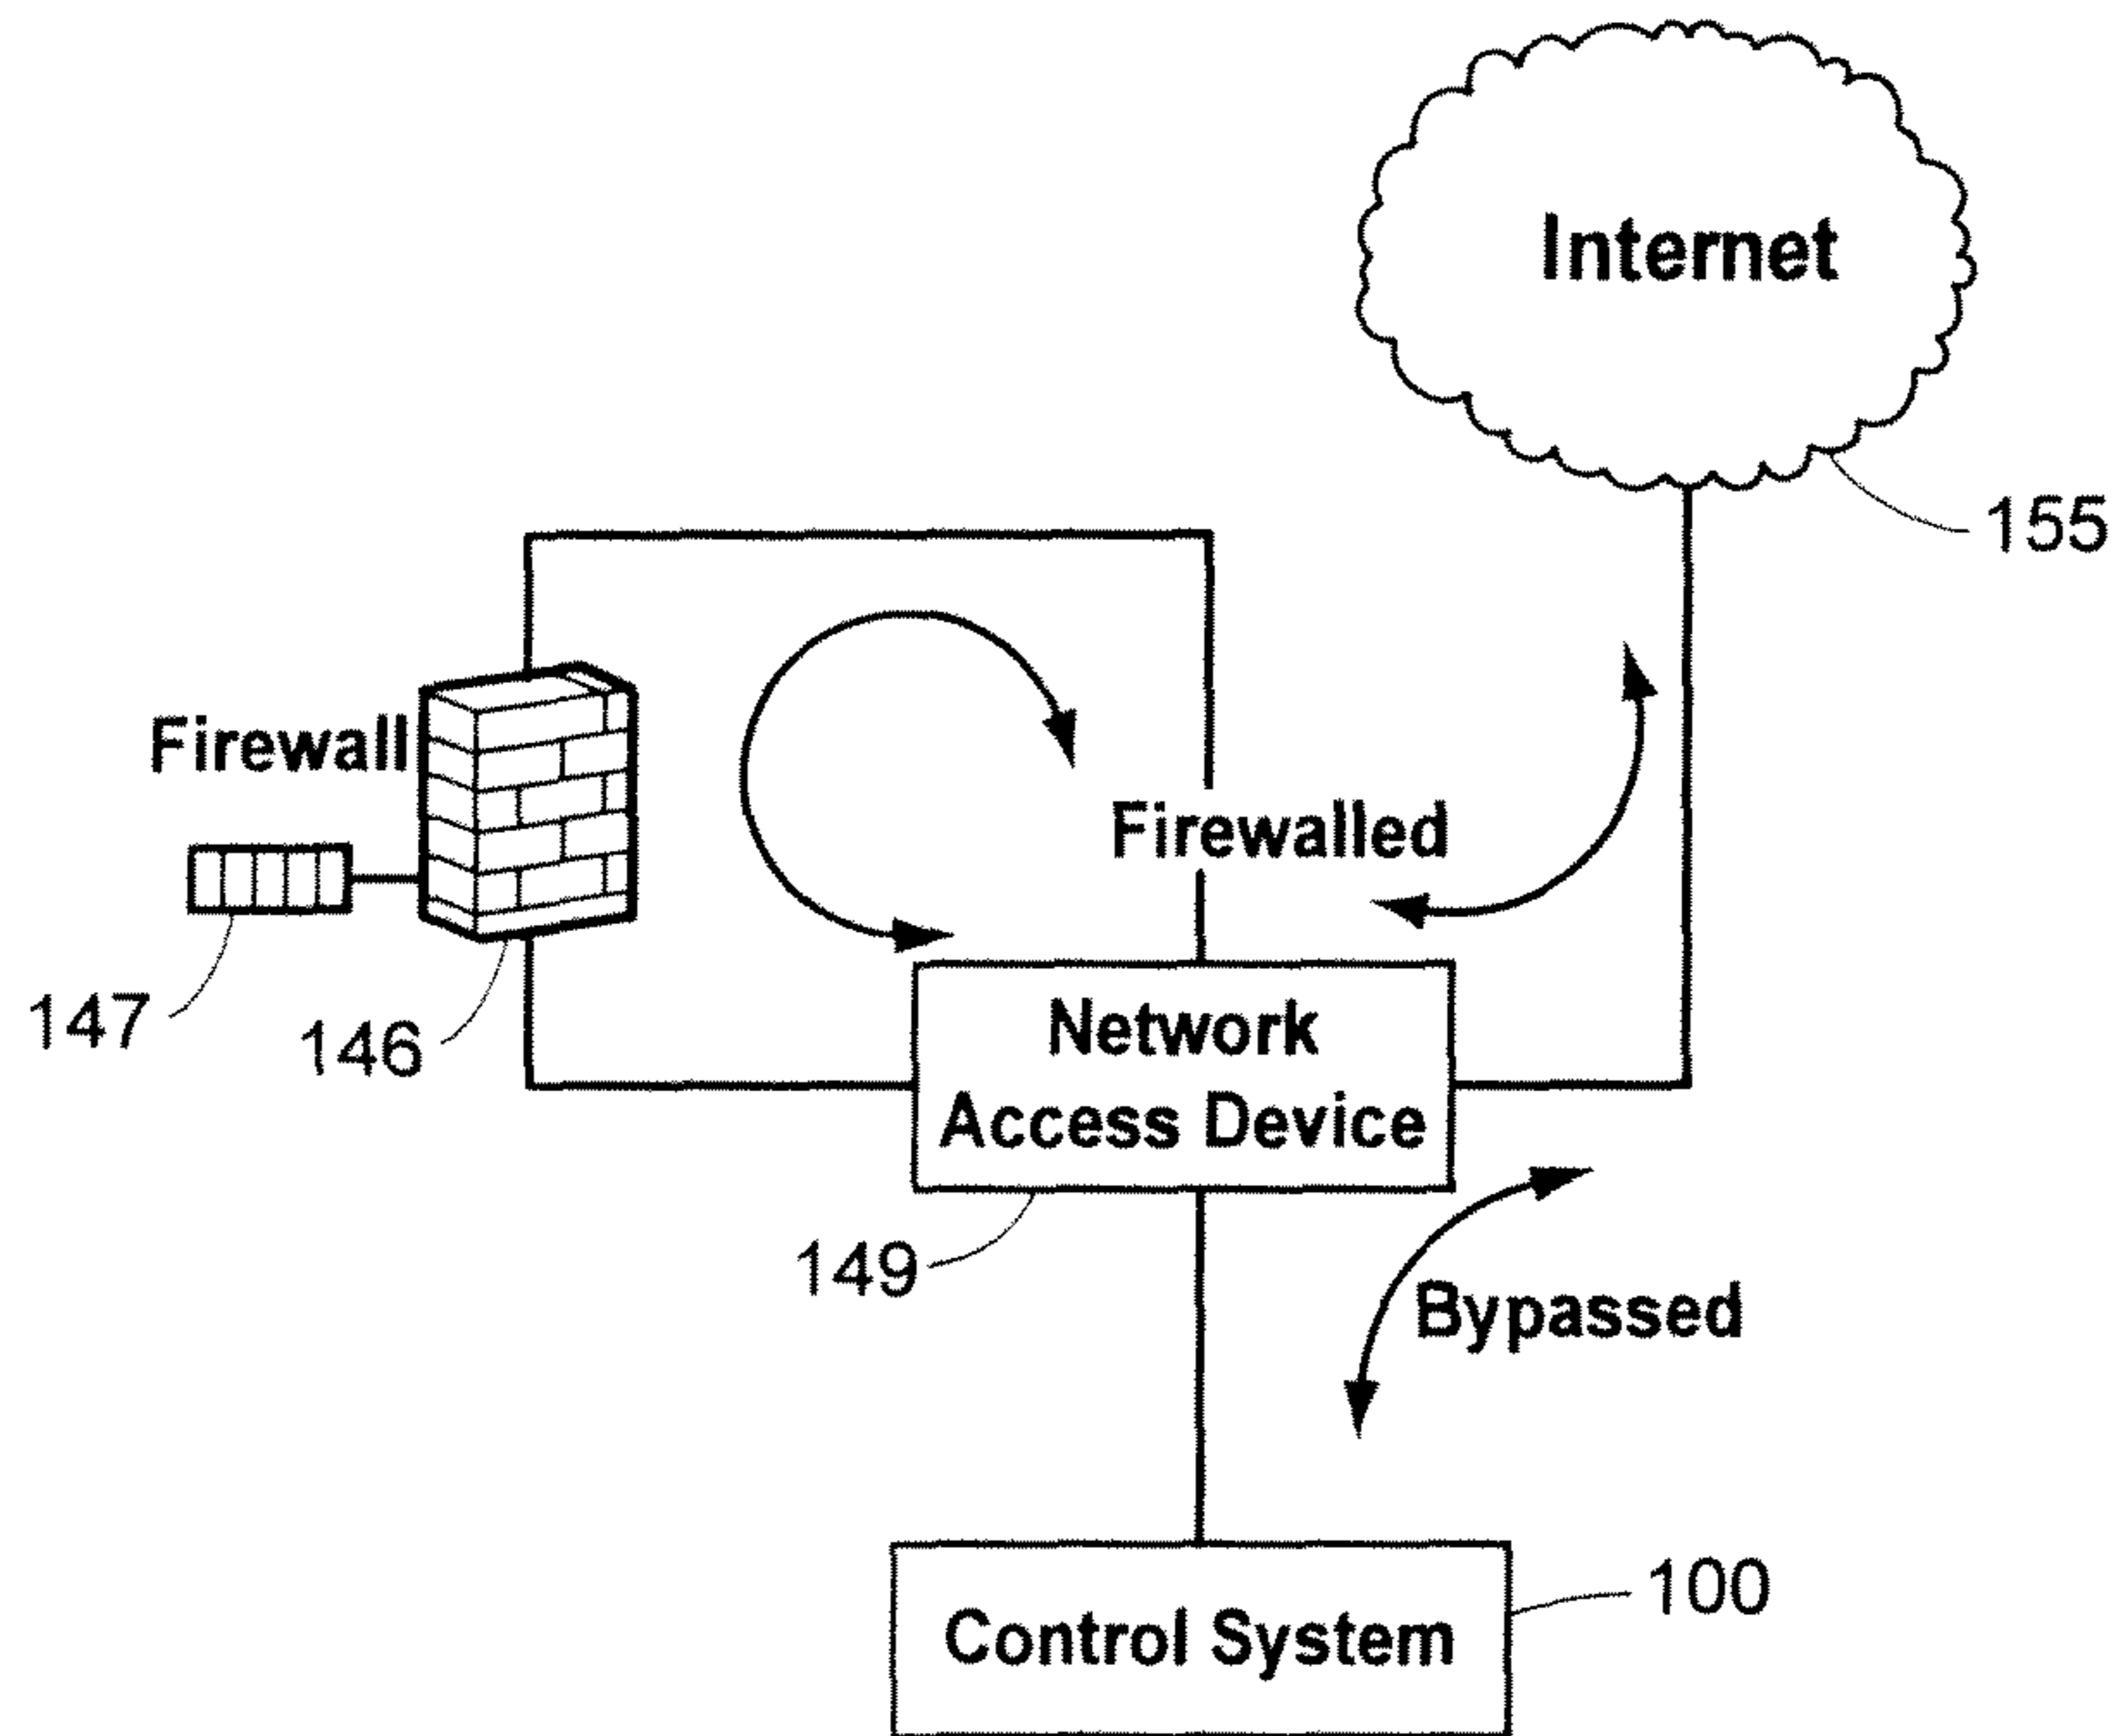 Internet
155
Firewall
Firewalled
147
146
Network
Access Device
149
Bypassed
100
Control System